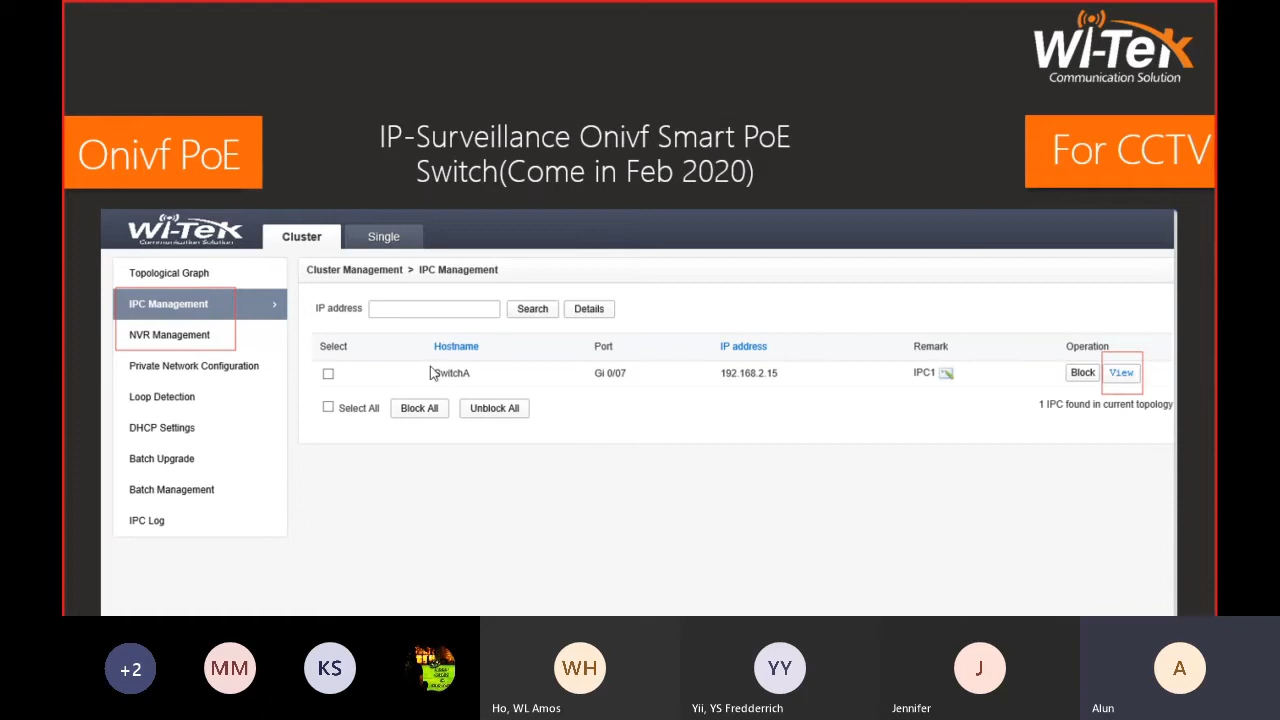 Wi-Tek
Communication Solution
Onivf PoE
IP-Surveillance Onivf Smart PoE
Switch(Come in Feb 2020)
For CCTV
Wi-Tek
Communication Solution
Cluster
Single
Topological Graph
IPC Management
NVR Management
Private Network Configuration
Loop Detection
DHCP Settings
Batch Upgrade
Batch Management
IPC Log
Cluster Management > IPC Management
IP address
Search
Details
Select Hostname Port IP address Remark Operation
SwitchA Gi 0/07 192.168.2.15 IPC1 Block View
Select All Block All Unblock All
1 IPC found in current topology
+2
MM
KS
WH
YY
J
A
Ho, WL Amos
Yii, YS Fredderrich
Jennifer
Alun